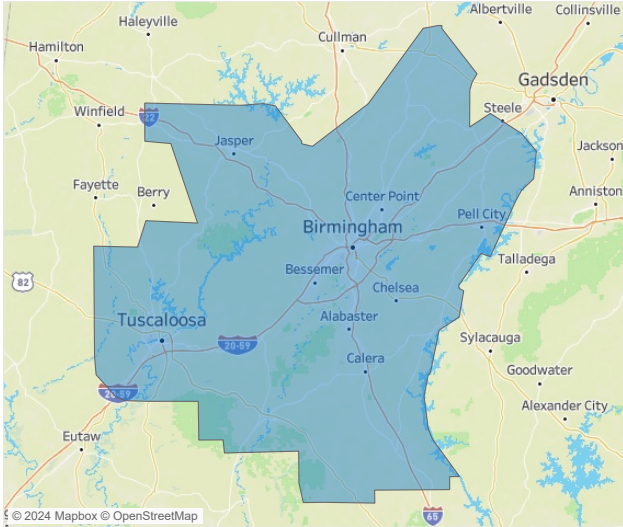 Albertville
Collinsville
Haleyville
Cullman
Hamilton
Gadsden
Steele
Winfield
22
Jasper
Jackson
Fayette
Berry
Center Point
Anniston
Pell City
Birmingham
Talladega
Bessemer
82
Chelsea
Tuscaloosa
Alabaster
20-59
Sylacauga
Calera
Goodwater
20-59
Alexander City
Eutaw
65
© 2024 Mapbox © OpenStreetMap